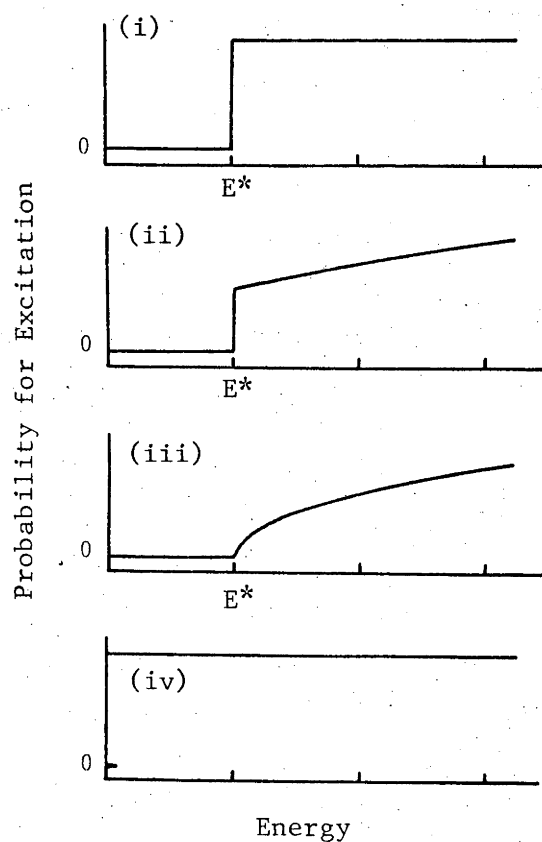 (i)
0
E*
(ii)
0
E*
(iii)
0
E*
(iv)
0
Probability for Excitation
Energy